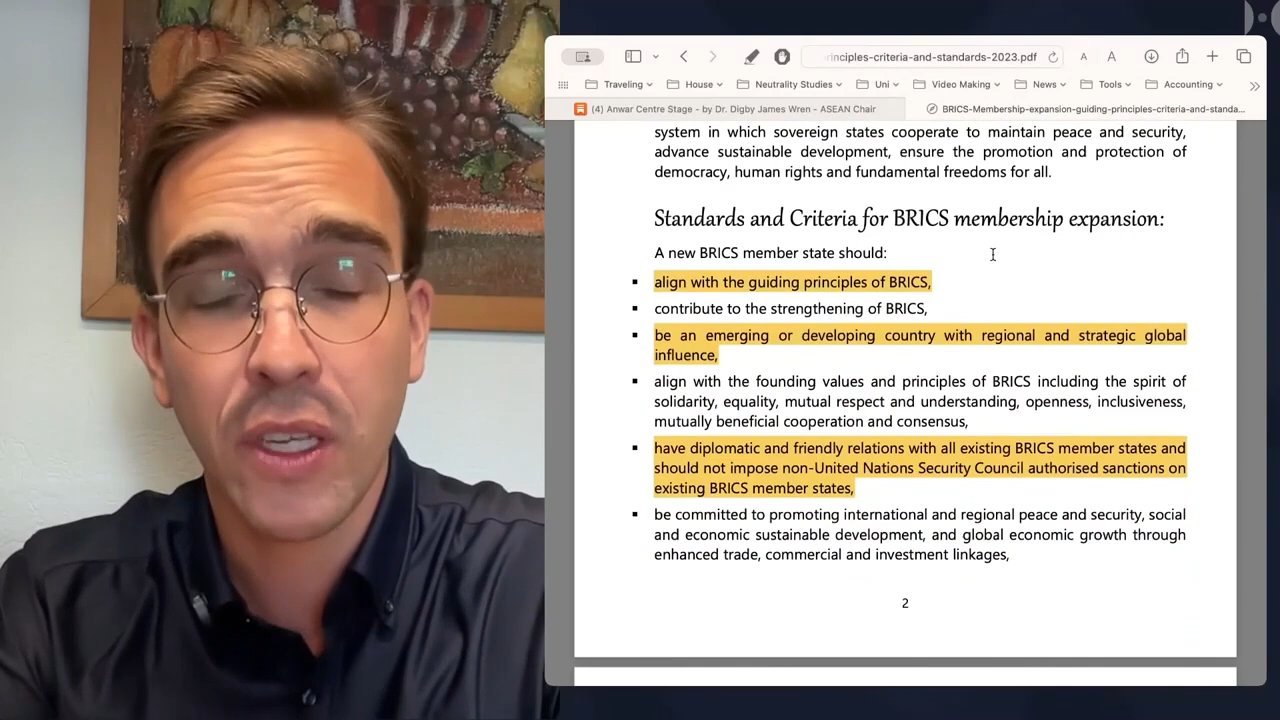 rinciples-criteria-and-standards-2023.pdf
A A
Traveling House Neutrality Studies Uni Video Making News Tools Accounting
(4) Anwar Centre Stage - by Dr. Digby James Wren - ASEAN Chair
BRICS-Membership-expansion-guiding-principles-criteria-and-standa...
system in which sovereign states cooperate to maintain peace and security,
advance sustainable development, ensure the promotion and protection of
democracy, human rights and fundamental freedoms for all.
Standards and Criteria for BRICS membership expansion:
A new BRICS member state should:
▪ align with the guiding principles of BRICS,
▪ contribute to the strengthening of BRICS,
▪ be an emerging or developing country with regional and strategic global
influence,
▪ align with the founding values and principles of BRICS including the spirit of
solidarity, equality, mutual respect and understanding, openness, inclusiveness,
mutually beneficial cooperation and consensus,
▪ have diplomatic and friendly relations with all existing BRICS member states and
should not impose non-United Nations Security Council authorised sanctions on
existing BRICS member states,
▪ be committed to promoting international and regional peace and security, social
and economic sustainable development, and global economic growth through
enhanced trade, commercial and investment linkages,
2